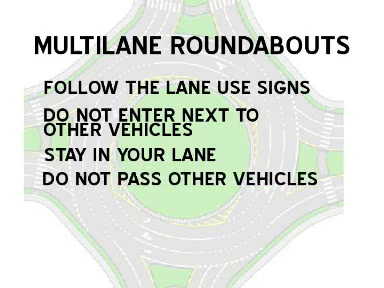 MULTILANE ROUNDABOUTS
FOLLOW THE LANE USE SIGNS
DO NOT ENTER NEXT TO
OTHER VEHICLES
STAY IN YOUR LANE
DO NOT PASS OTHER VEHICLES